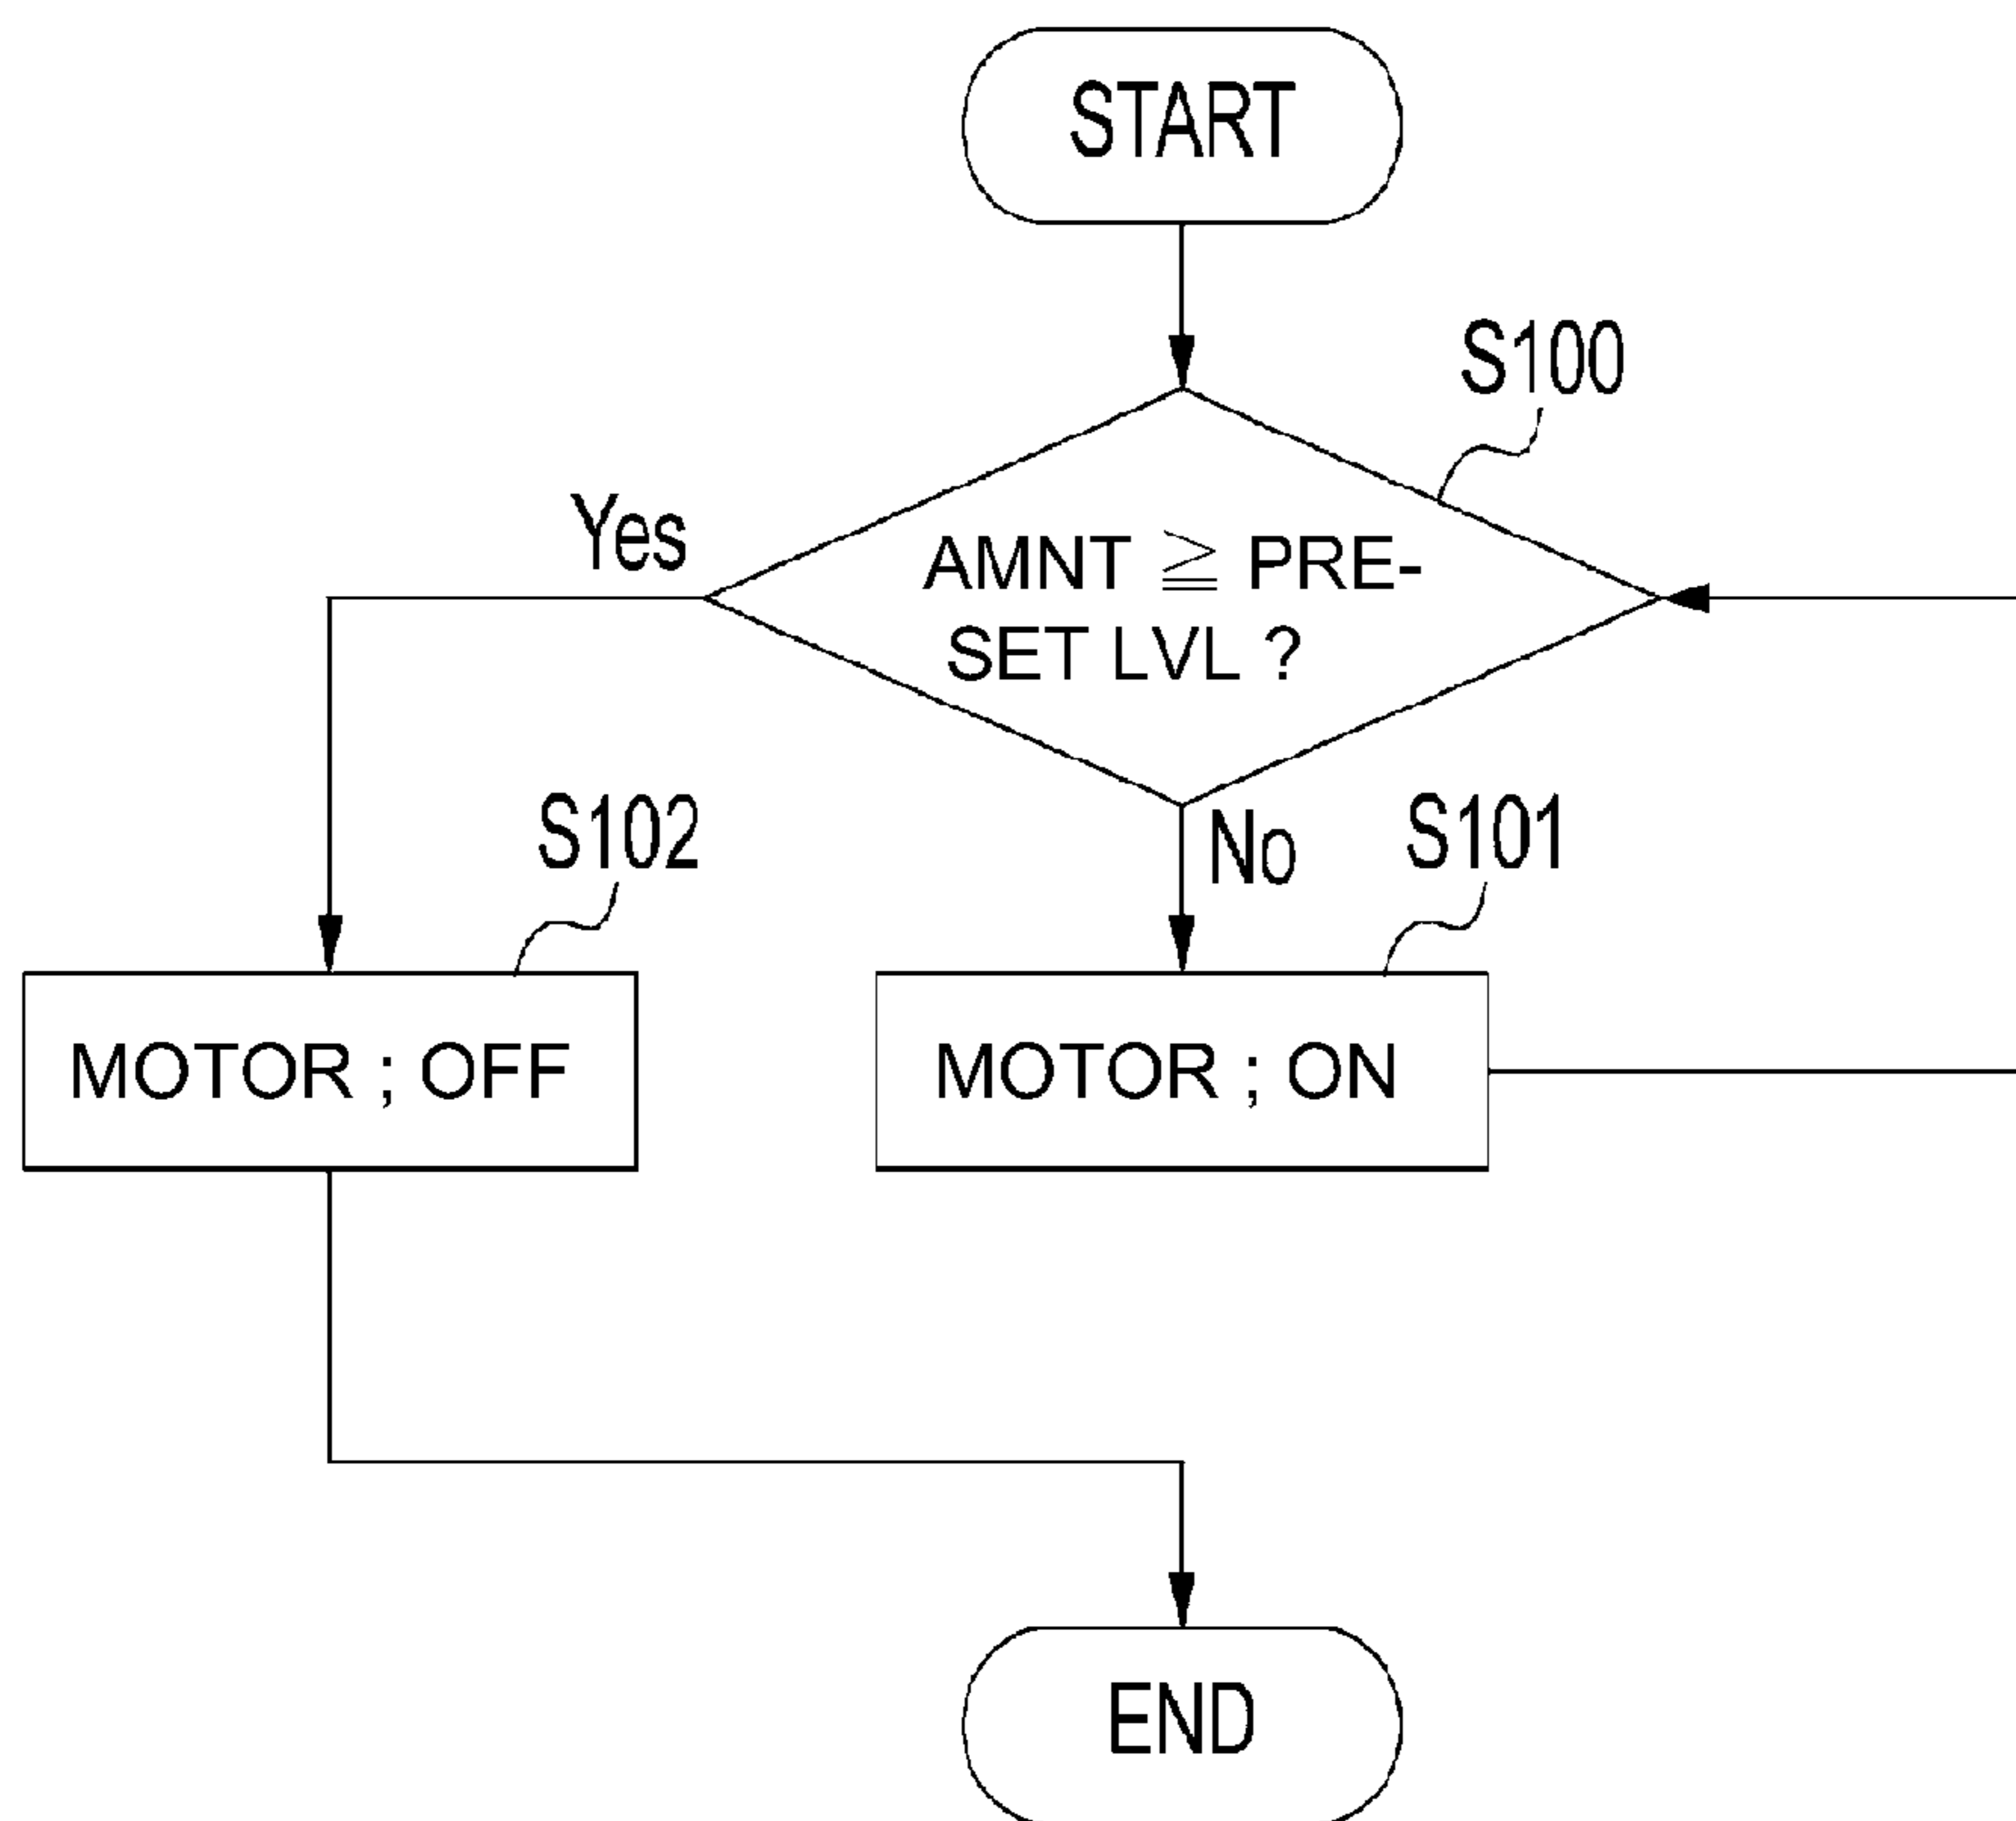 START
S100
Yes
AMNT ≧ PRE-
SET LVL ?
S102
No
S101
MOTOR ; OFF
MOTOR ; ON
END